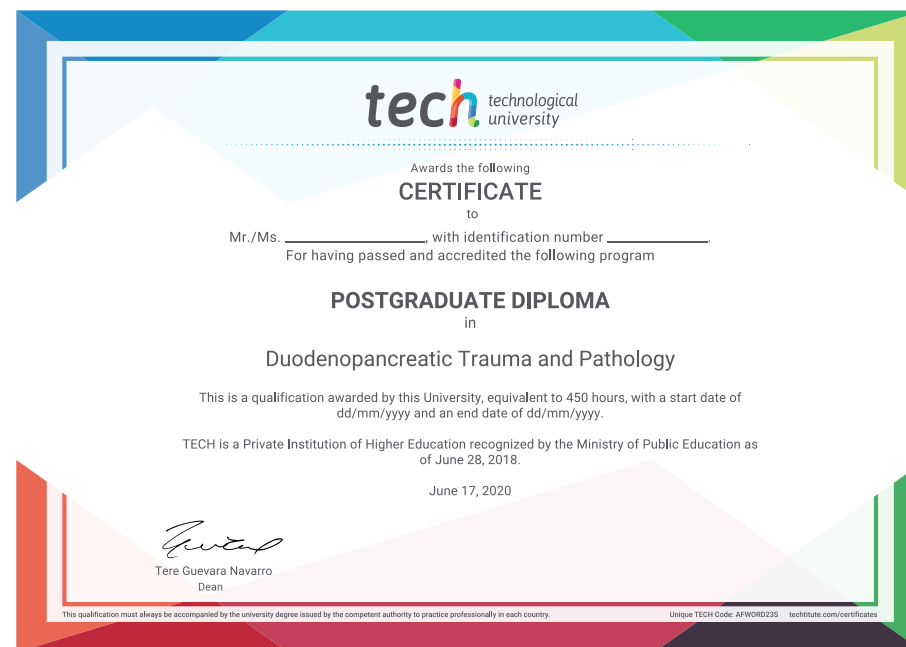 tech technological
university
Awards the following
CERTIFICATE
to
Mr./Ms. ____________________, with identification number ______________.
For having passed and accredited the following program
POSTGRADUATE DIPLOMA
in
Duodenopancreatic Trauma and Pathology
This is a qualification awarded by this University, equivalent to 450 hours, with a start date of
dd/mm/yyyy and an end date of dd/mm/yyyy.
TECH is a Private Institution of Higher Education recognized by the Ministry of Public Education as
of June 28, 2018.
June 17, 2020
Tere Guevara Navarro
Dean
This qualification must always be accompanied by the university degree issued by the competent authority to practice professionally in each country.
Unique TECH Code: AFWORD23S techtitute.com/certificates